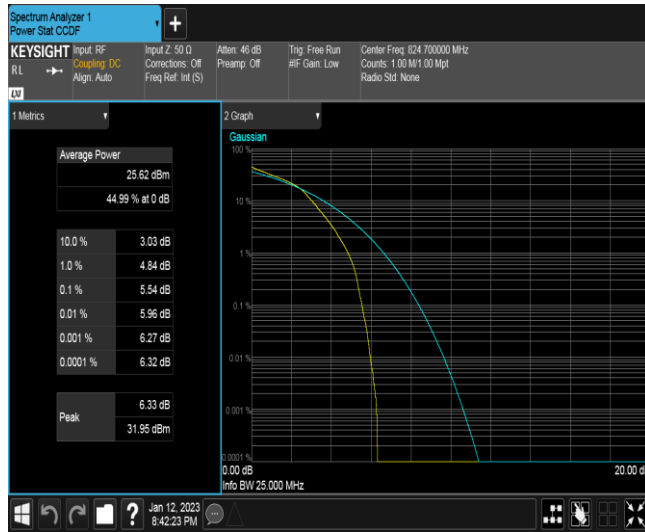 Spectrum Analyzer 1
Power Stat CCDF
+
KEYSIGHT
RL
Input: RF
Coupling: DC
Align: Auto
Input Z: 50 Ω
Corrections: Off
Freq Ref: Int (S)
Atten: 46 dB
Preamp: Off
Trig: Free Run
#IF Gain: Low
Center Freq: 824.700000 MHz
Counts: 1.00 M/1.00 Mpt
Radio Std: None
LXI
1 Metrics
Average Power
25.62 dBm
44.99 % at 0 dB
10.0 % 3.03 dB
1.0 % 4.84 dB
0.1 % 5.54 dB
0.01 % 5.96 dB
0.001 % 6.27 dB
0.0001 % 6.32 dB
Peak
6.33 dB
31.95 dBm
2 Graph
Gaussian
100 %
10 %
1 %
0.1 %
0.01 %
0.001 %
0.0001 %
0.00 dB 20.00 d
Info BW 25.000 MHz
?
Jan 12, 2023
8:42:23 PM